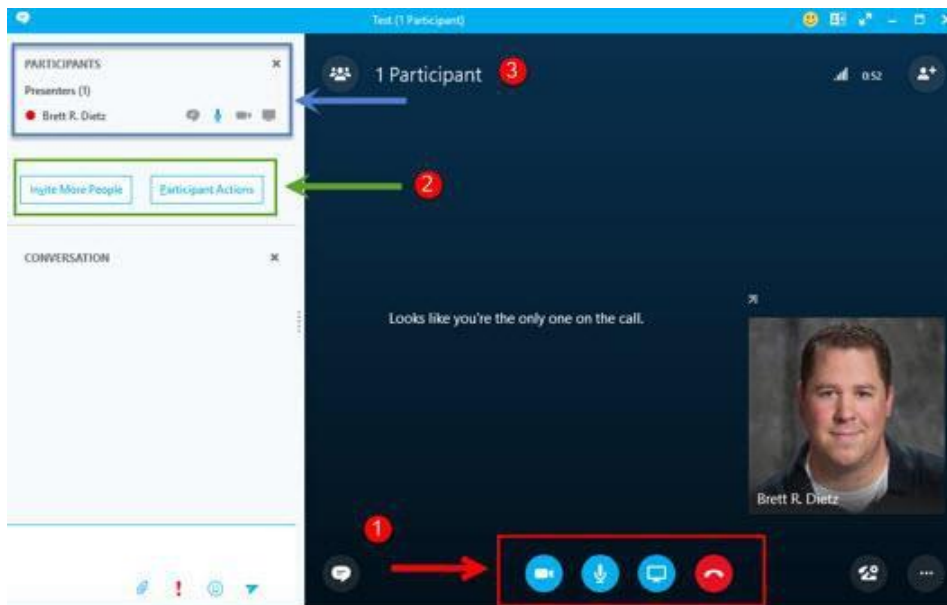 Test (1 Participant)
PARTICIPANTS
Presenters (1)
Brett R. Dietz
Invite More People
Participant Actions
CONVERSATION
1 Participant
3
0:52
2
Looks like you're the only one on the call.
Brett R. Dietz
1